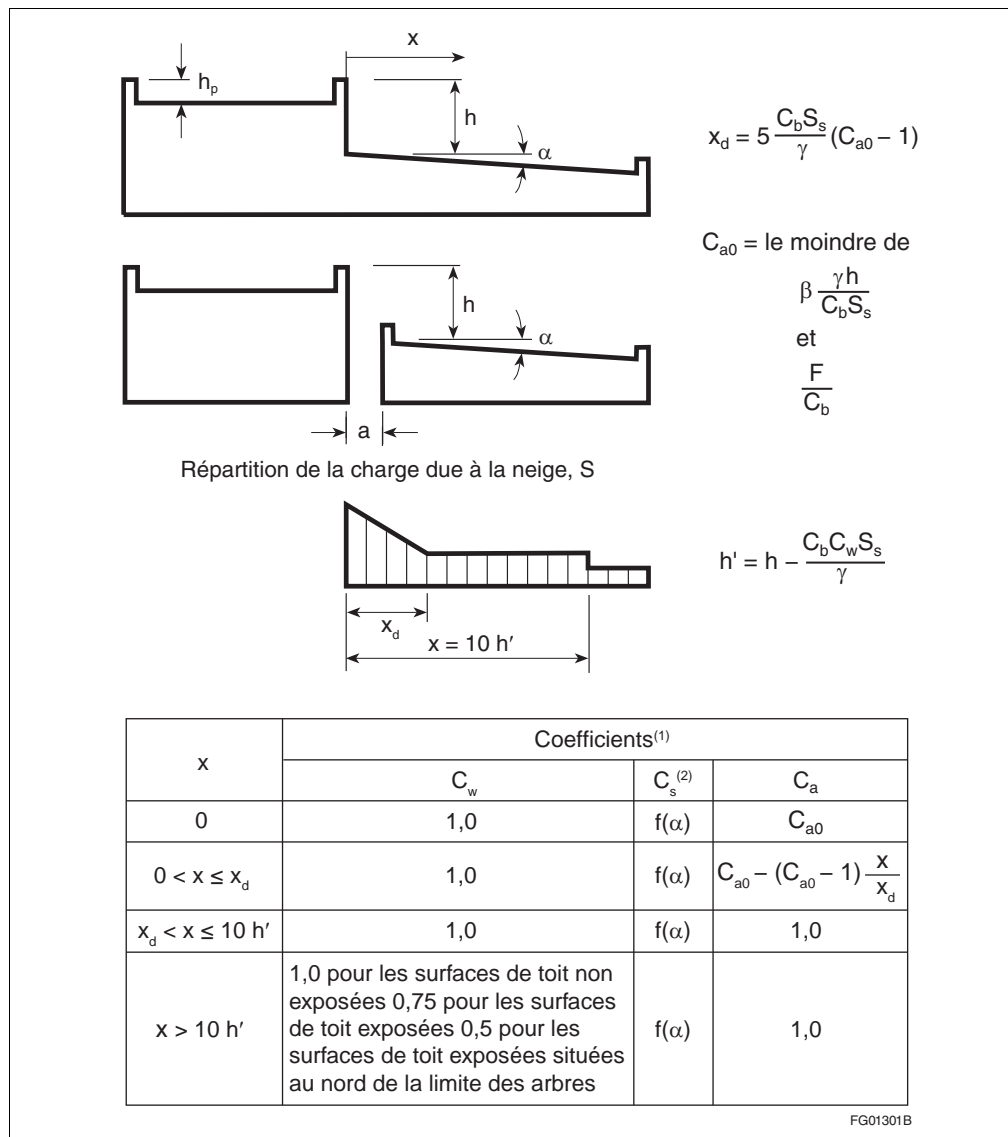 x
h_p
h
α
x_d = 5 C_bS_s/γ (C_a0 – 1)
C_a0 = le moindre de
β γh/C_bS_s
et
F/C_b
h
α
a
Répartition de la charge due à la neige, S
h' = h – C_bC_wS_s/γ
x_d
x = 10 h′
x
Coefficients(1)
C_w
C_s(2)
C_a
0
1,0
f(α)
C_a0
0 < x ≤ x_d
1,0
f(α)
C_a0 – (C_a0 – 1) x/x_d
x_d < x ≤ 10 h′
1,0
f(α)
1,0
x > 10 h′
1,0 pour les surfaces de toit non
exposées 0,75 pour les surfaces
de toit exposées 0,5 pour les
surfaces de toit exposées situées
au nord de la limite des arbres
f(α)
1,0
FG01301B